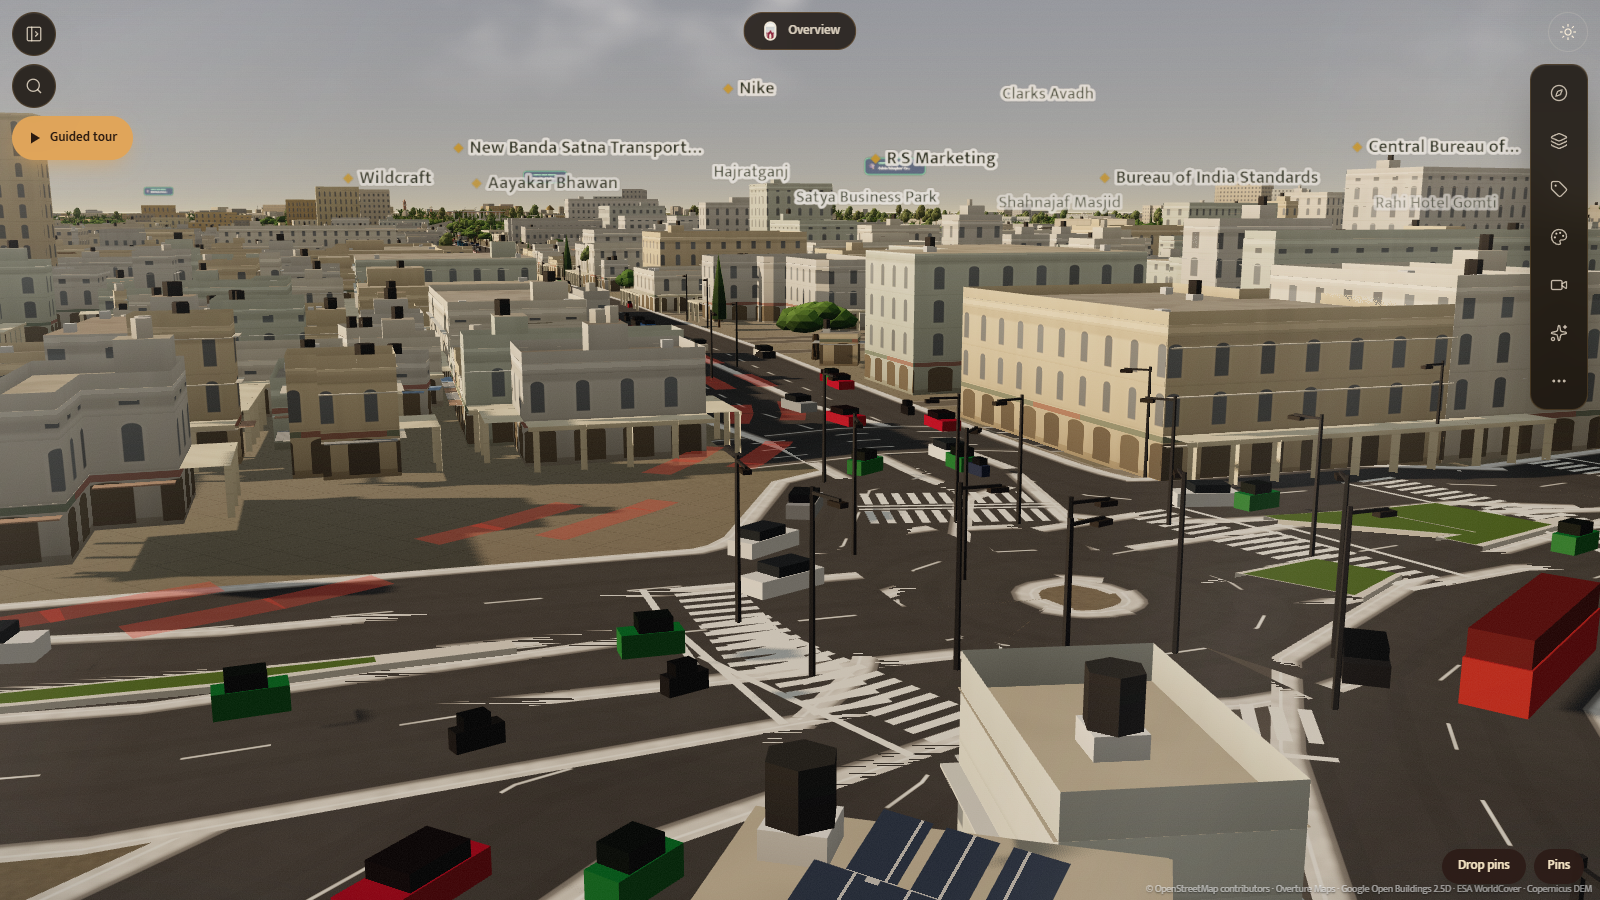 Overview
Guided tour
Nike
Clarks Avadh
New Banda Satna Transport...
Central Bureau of...
R S Marketing
Hajratganj
Wildcraft
Aayakar Bhawan
Bureau of India Standards
Satya Business Park
Shabnajaf Masjid
Rahi Hotel Gomti
Drop pins
Pins
© OpenStreetMap contributors · Overture Maps · Google Open Buildings 2.5D · ESA WorldCover · Copernicus DEM